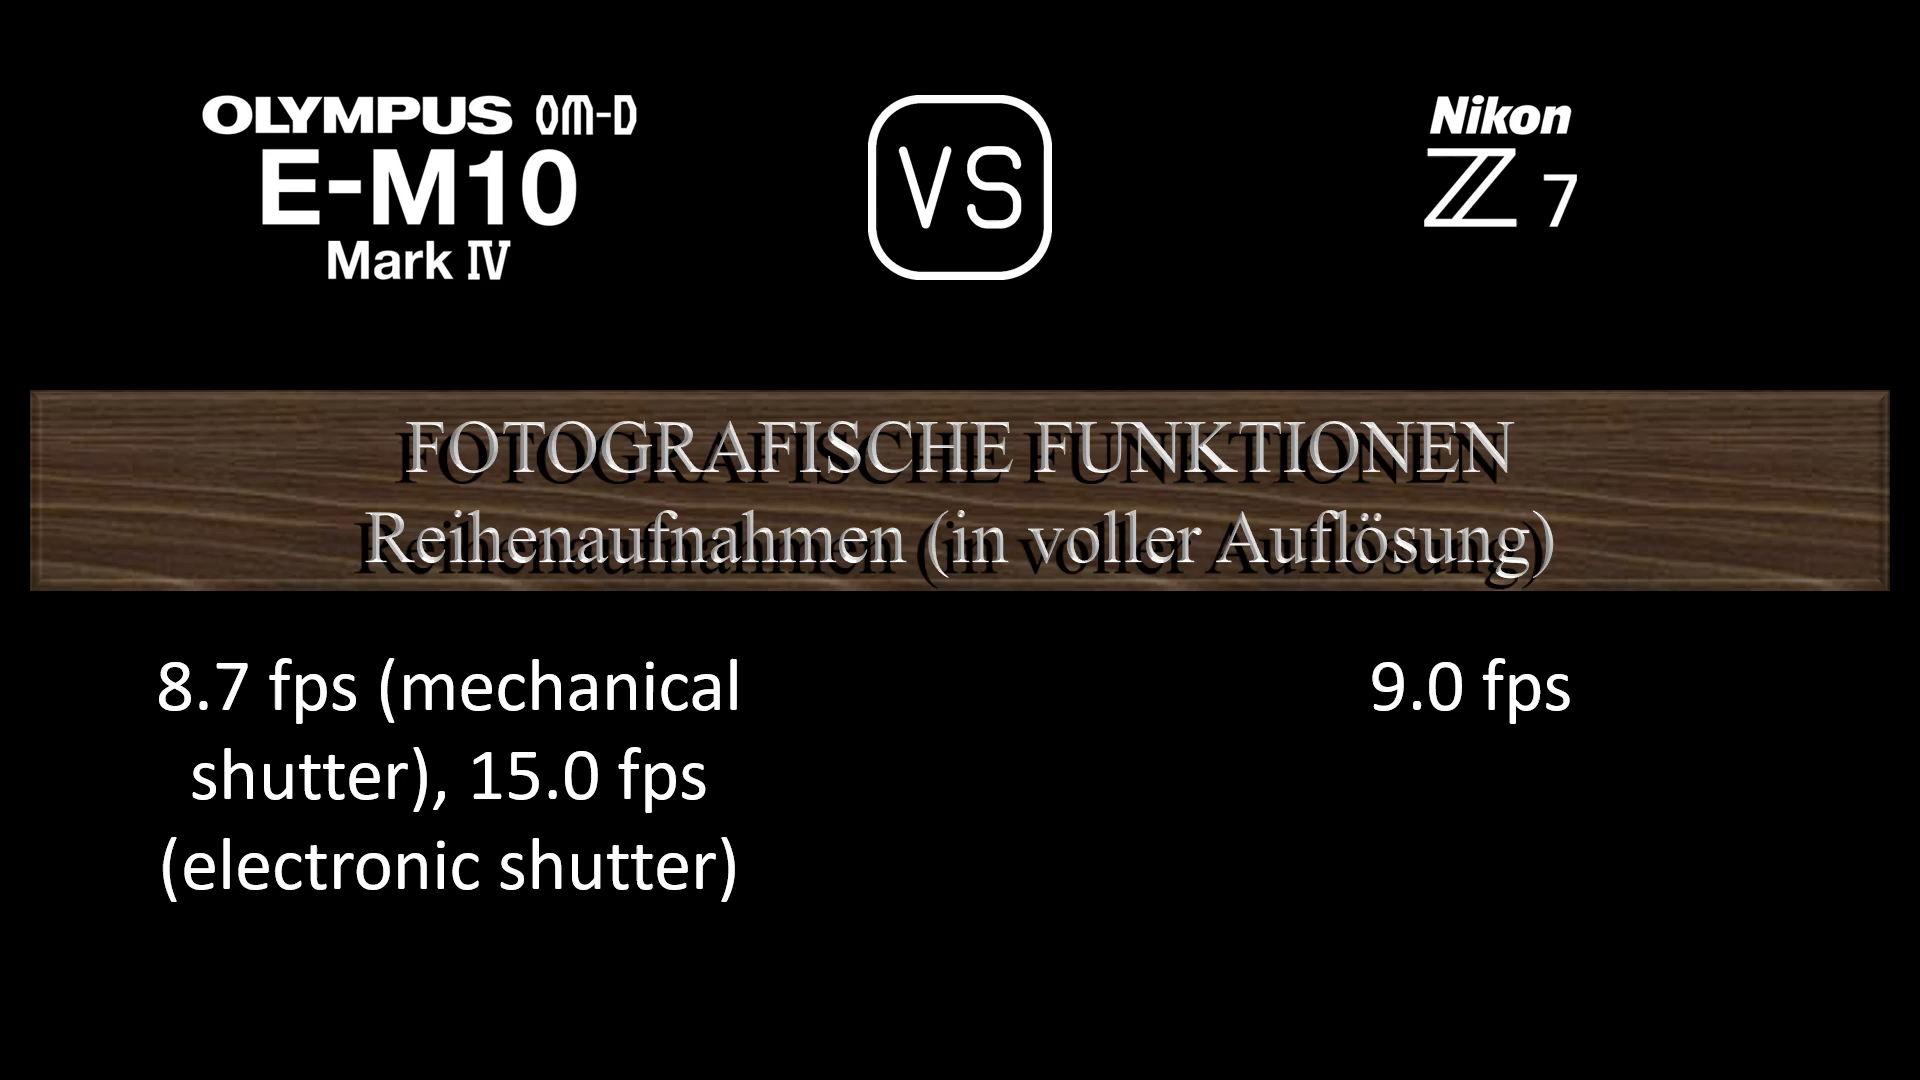 OLYMPUS OM-D
E-M10
Mark IV
VS
Nikon
Z 7
FOTOGRAFISCHE FUNKTIONEN
Reihenaufnahmen (in voller Auflösung)
8.7 fps (mechanical
shutter), 15.0 fps
(electronic shutter)
9.0 fps